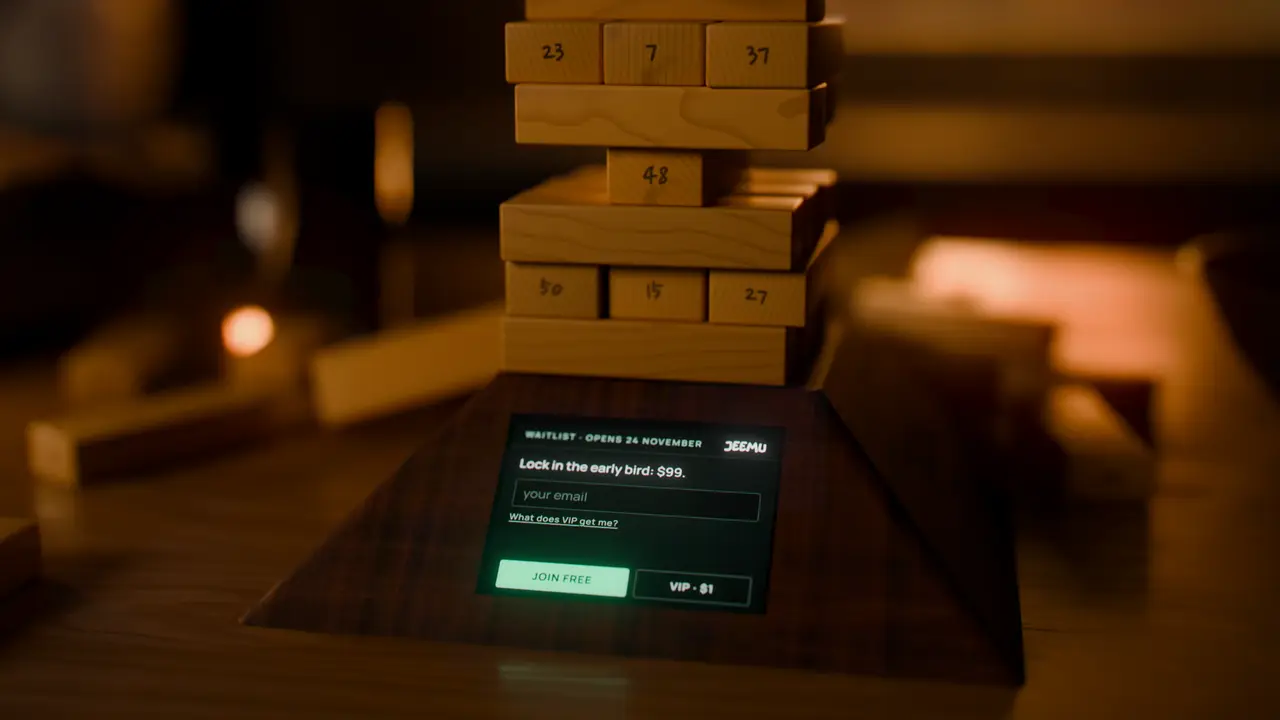 23 7 37
48
50 15 27
WAITLIST · OPENS 24 NOVEMBER JEEMU
Lock in the early bird: $99.
your email
What does VIP get me?
JOIN FREE VIP · $1